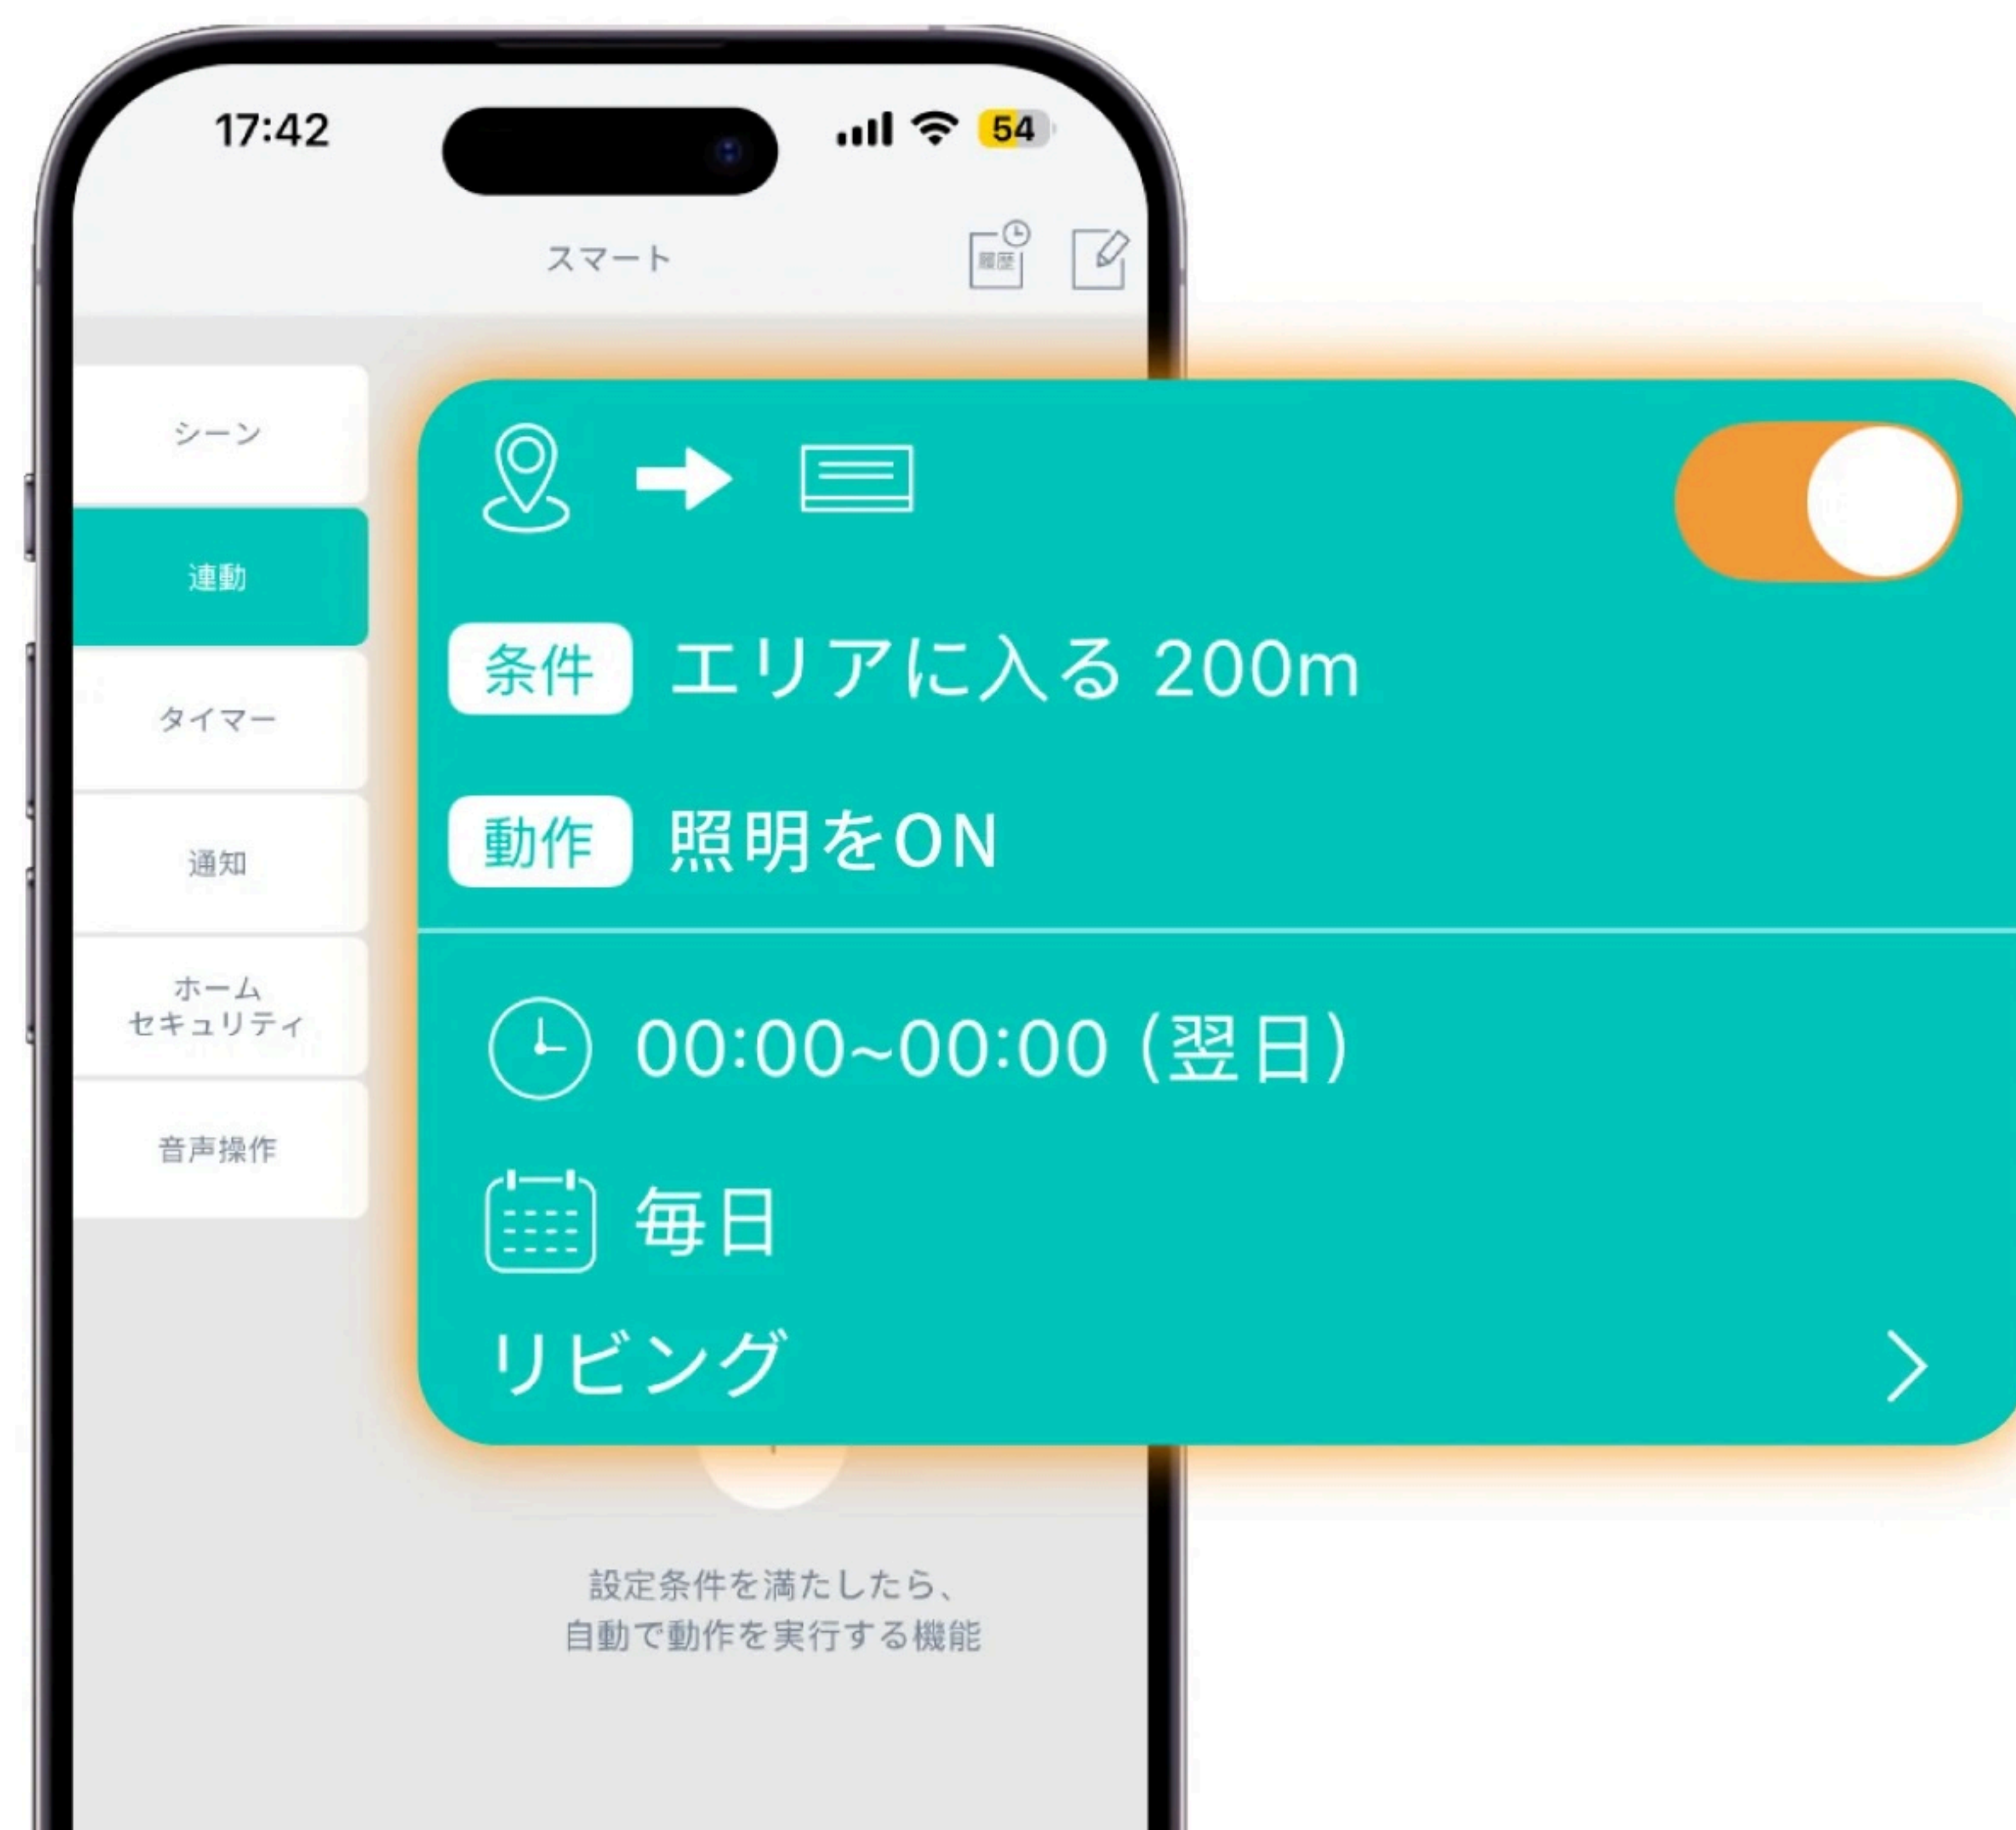 17:42
54
スマート
履歴
シーン
連動
タイマー
通知
ホーム
セキュリティ
音声操作
条件 エリアに入る 200m
動作 照明をON
00:00~00:00 (翌日)
毎日
リビング
設定条件を満たしたら、
自動で動作を実行する機能